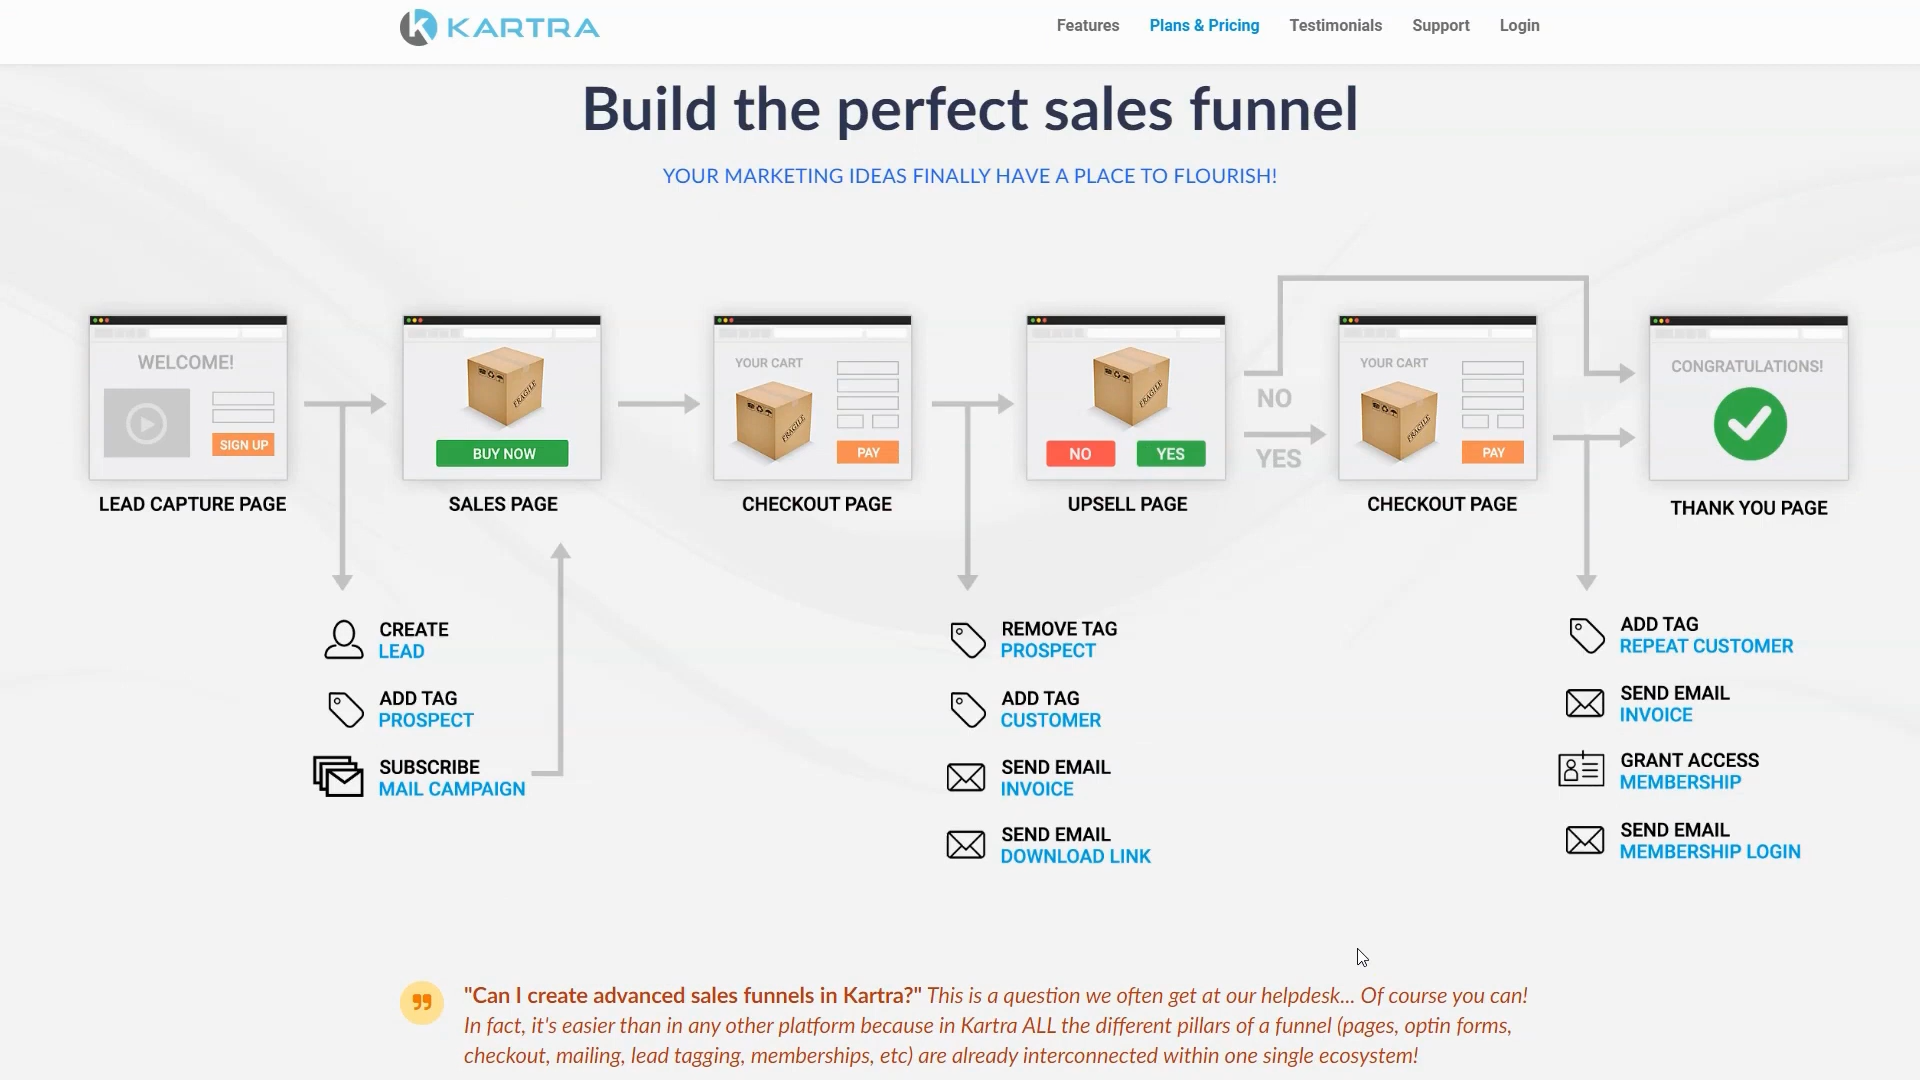 KARTRA
Features Plans & Pricing Testimonials Support Login
Build the perfect sales funnel
YOUR MARKETING IDEAS FINALLY HAVE A PLACE TO FLOURISH!
WELCOME!
SIGN UP
LEAD CAPTURE PAGE
FRAGILE
BUY NOW
SALES PAGE
YOUR CART
FRAGILE
PAY
CHECKOUT PAGE
FRAGILE
NO YES
UPSELL PAGE
NO
YES
YOUR CART
FRAGILE
PAY
CHECKOUT PAGE
CONGRATULATIONS!
THANK YOU PAGE
CREATE
LEAD
ADD TAG
PROSPECT
SUBSCRIBE
MAIL CAMPAIGN
REMOVE TAG
PROSPECT
ADD TAG
CUSTOMER
SEND EMAIL
INVOICE
SEND EMAIL
DOWNLOAD LINK
ADD TAG
REPEAT CUSTOMER
SEND EMAIL
INVOICE
GRANT ACCESS
MEMBERSHIP
SEND EMAIL
MEMBERSHIP LOGIN
"Can I create advanced sales funnels in Kartra?" This is a question we often get at our helpdesk... Of course you can!
In fact, it's easier than in any other platform because in Kartra ALL the different pillars of a funnel (pages, optin forms,
checkout, mailing, lead tagging, memberships, etc) are already interconnected within one single ecosystem!